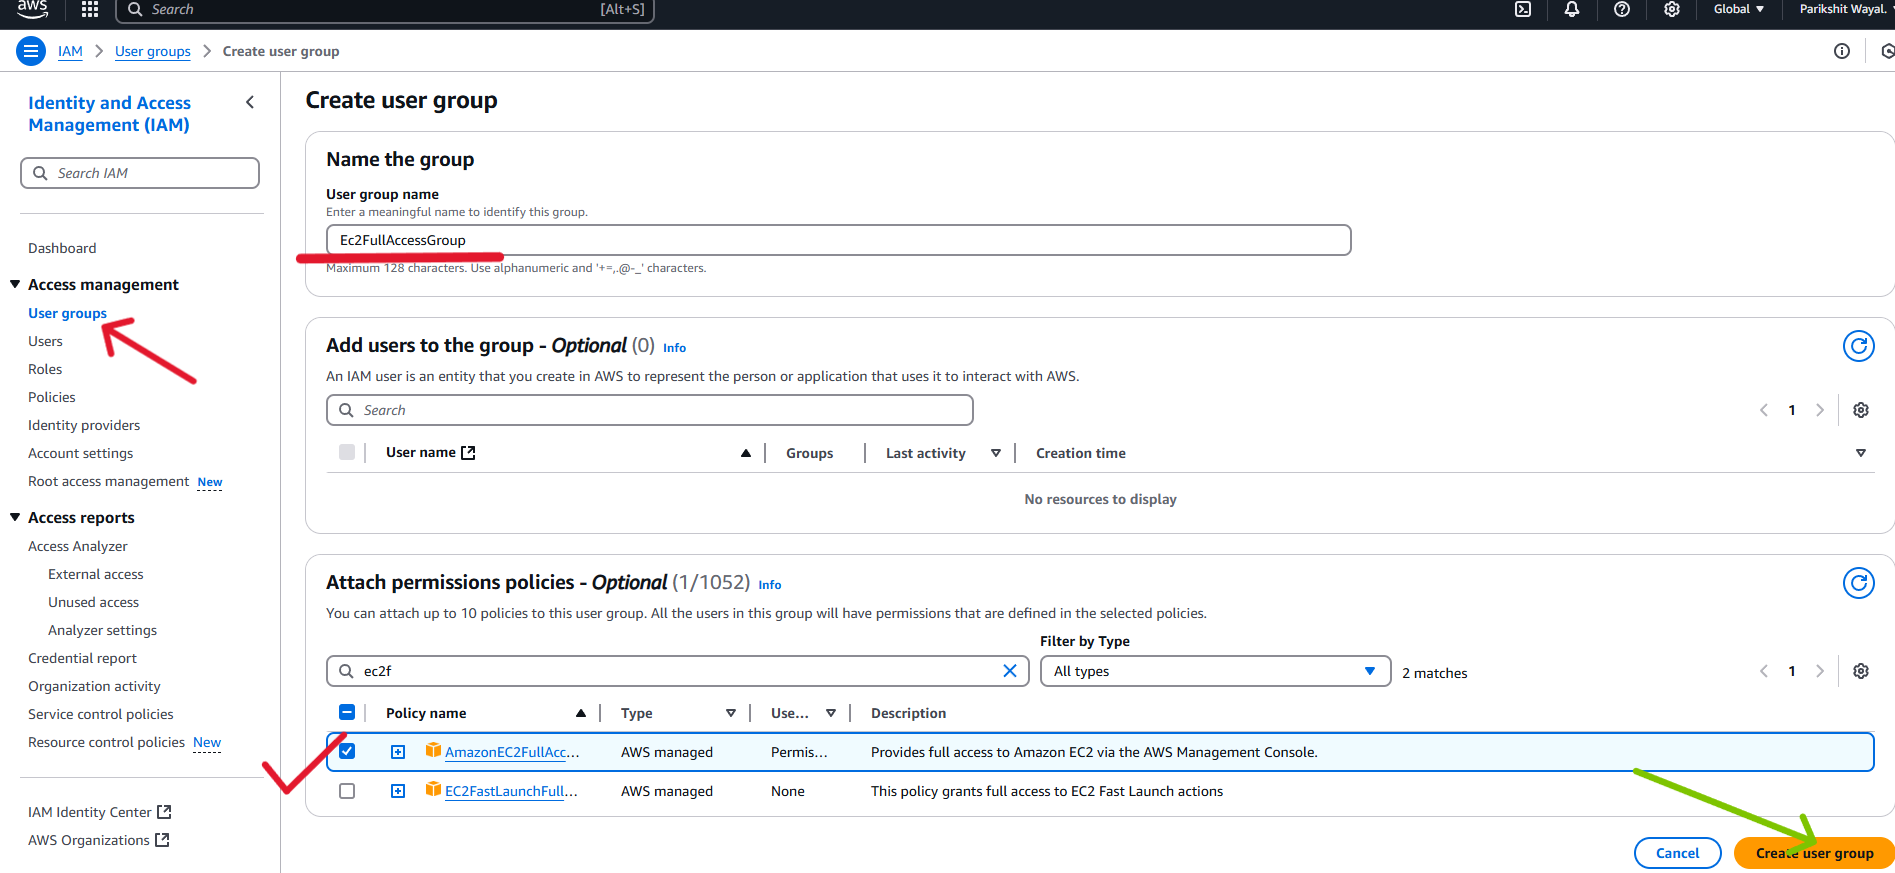 aws
Search [Alt+S] Global Parikshit Wayal.
IAM User groups Create user group
Identity and Access
Management (IAM)
Search IAM
Dashboard
Access management
User groups
Users
Roles
Policies
Identity providers
Account settings
Root access management New
Access reports
Access Analyzer
External access
Unused access
Analyzer settings
Credential report
Organization activity
Service control policies
Resource control policies New
IAM Identity Center
AWS Organizations
Create user group
Name the group
User group name
Enter a meaningful name to identify this group.
Ec2FullAccessGroup
Maximum 128 characters. Use alphanumeric and '+=,.@-_' characters.
Add users to the group - Optional (0) Info
An IAM user is an entity that you create in AWS to represent the person or application that uses it to interact with AWS.
Search 1
User name Groups Last activity Creation time
No resources to display
Attach permissions policies - Optional (1/1052) Info
You can attach up to 10 policies to this user group. All the users in this group will have permissions that are defined in the selected policies.
Filter by Type
ec2f All types 2 matches 1
Policy name Type Use... Description
AmazonEC2FullAcc... AWS managed Permis... Provides full access to Amazon EC2 via the AWS Management Console.
EC2FastLaunchFull... AWS managed None This policy grants full access to EC2 Fast Launch actions
Cancel Create user group